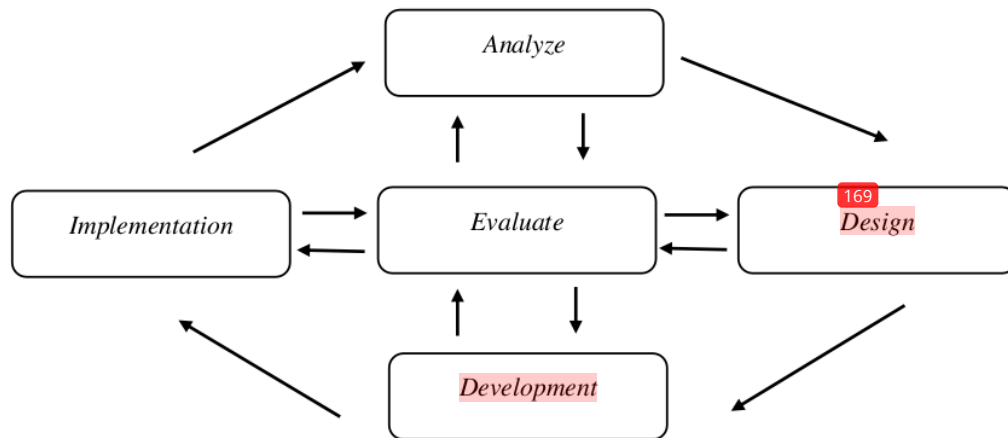 Analyze
Implementation
Evaluate
169
Design
Development